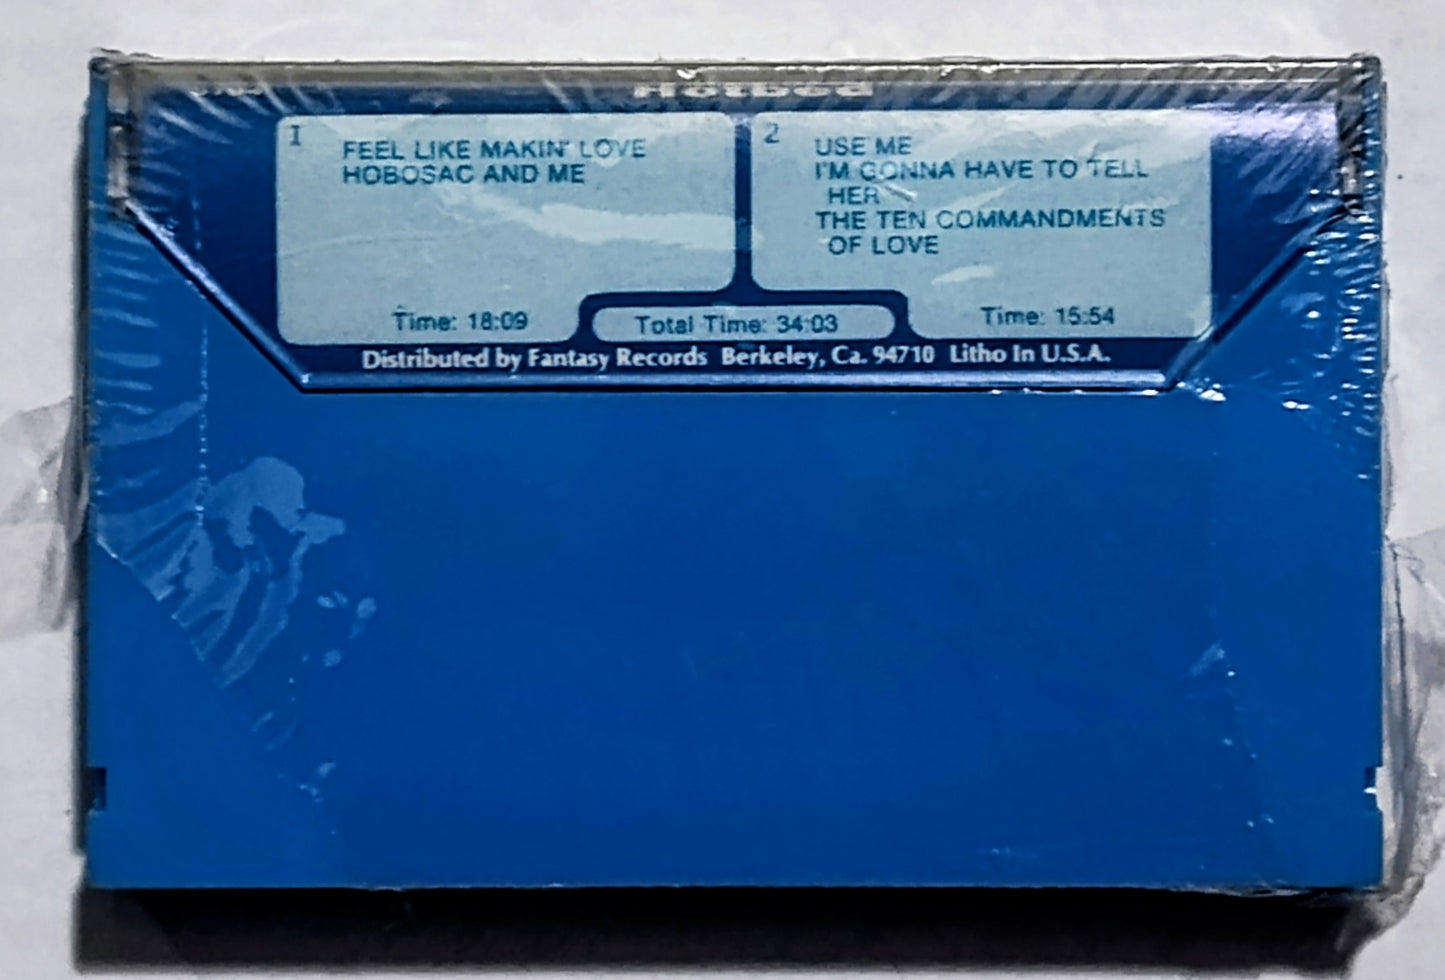 Hotbed
1
FEEL LIKE MAKIN' LOVE
HOBOSAC AND ME
Time: 18:09
2
USE ME
I'M GONNA HAVE TO TELL
HER
THE TEN COMMANDMENTS
OF LOVE
Time: 15:54
Total Time: 34:03
Distributed by Fantasy Records Berkeley, Ca. 94710 Litho In U.S.A.